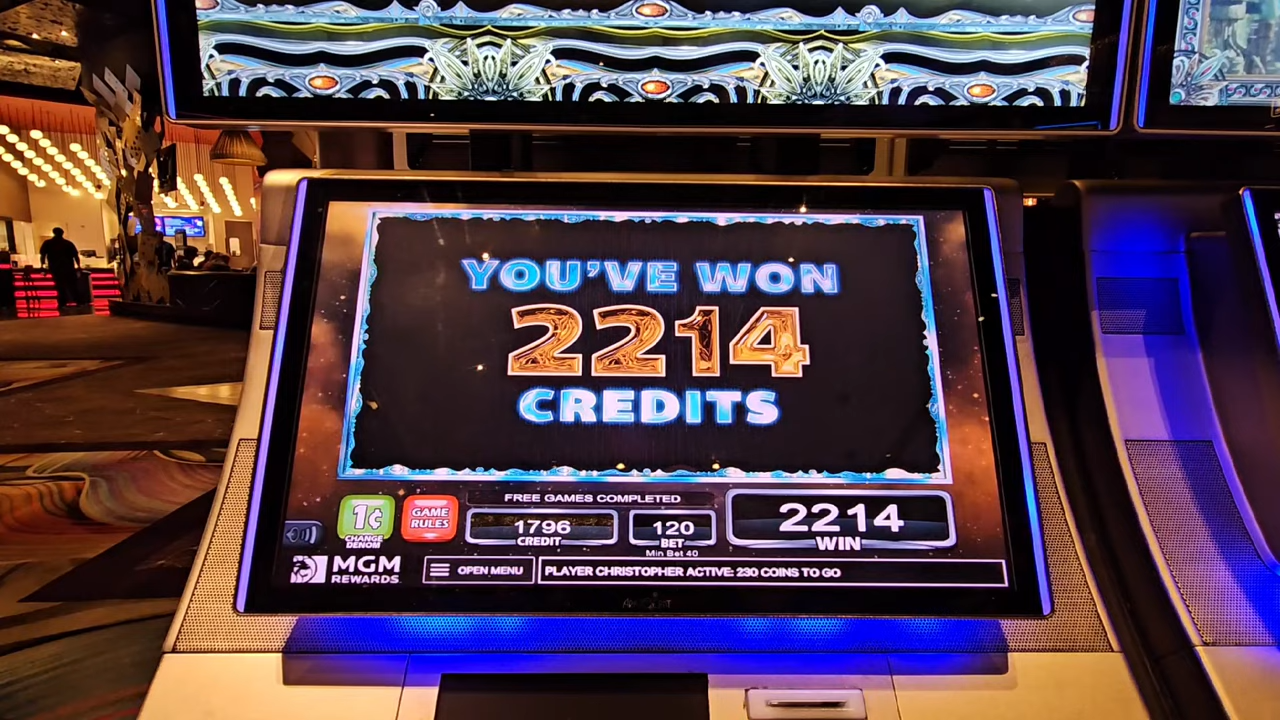 YOU'VE WON
2214
CREDITS
FREE GAMES COMPLETED
1¢
CHANGE
DENOM
GAME
RULES
1796
CREDIT
120
BET
Min Bet 40
2214
WIN
MGM
REWARDS
OPEN MENU
PLAYER CHRISTOPHER ACTIVE: 230 COINS TO GO